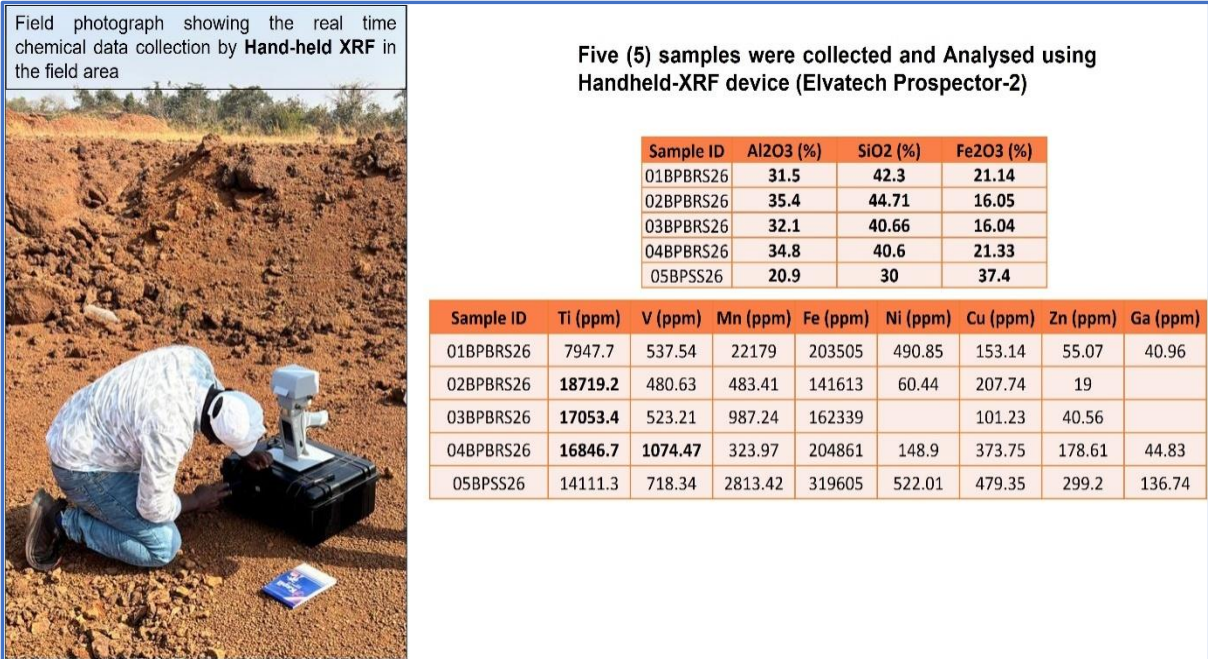 Field photograph showing the real time
chemical data collection by Hand-held XRF in
the field area
Five (5) samples were collected and Analysed using
Handheld-XRF device (Elvatech Prospector-2)
Sample ID Al2O3 (%) SiO2 (%) Fe2O3 (%)
01BPBRS26 31.5 42.3 21.14
02BPBRS26 35.4 44.71 16.05
03BPBRS26 32.1 40.66 16.04
04BPBRS26 34.8 40.6 21.33
05BPSS26 20.9 30 37.4
Sample ID Ti (ppm) V (ppm) Mn (ppm) Fe (ppm) Ni (ppm) Cu (ppm) Zn (ppm) Ga (ppm)
01BPBRS26 7947.7 537.54 22179 203505 490.85 153.14 55.07 40.96
02BPBRS26 18719.2 480.63 483.41 141613 60.44 207.74 19
03BPBRS26 17053.4 523.21 987.24 162339 101.23 40.56
04BPBRS26 16846.7 1074.47 323.97 204861 148.9 373.75 178.61 44.83
05BPSS26 14111.3 718.34 2813.42 319605 522.01 479.35 299.2 136.74